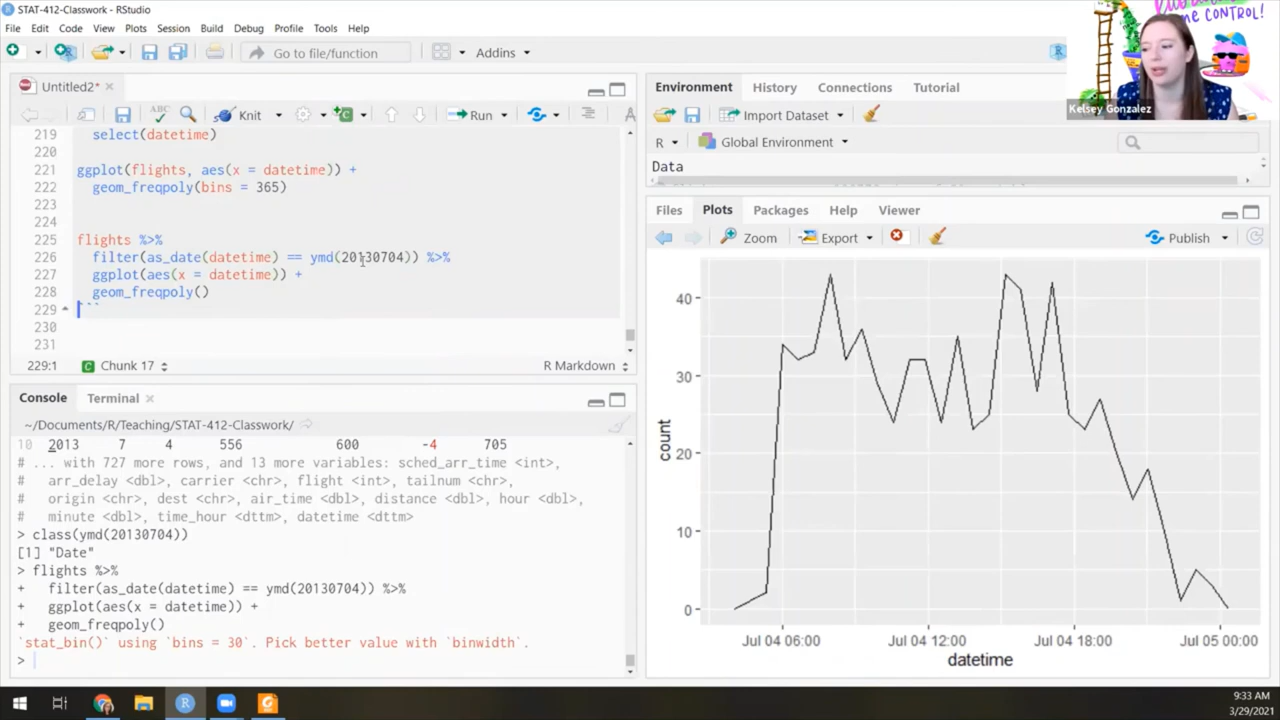 STAT-412-Classwork - RStudio
File Edit Code View Plots Session Build Debug Profile Tools Help
Go to file/function Addins
ME CONTROL!
Kelsey Gonzalez
Untitled2*
Knit Run
219 select(datetime)
220
221 ggplot(flights, aes(x = datetime)) +
222 geom_freqpoly(bins = 365)
223
224
225 flights %>%
226 filter(as_date(datetime) == ymd(20130704)) %>%
227 ggplot(aes(x = datetime)) +
228 geom_freqpoly()
229 ```
230
231
229:1 Chunk 17 R Markdown
Console Terminal
~/Documents/R/Teaching/STAT-412-Classwork/
10 2013 7 4 556 600 -4 705
# ... with 727 more rows, and 13 more variables: sched_arr_time <int>,
# arr_delay <dbl>, carrier <chr>, flight <int>, tailnum <chr>,
# origin <chr>, dest <chr>, air_time <dbl>, distance <dbl>, hour <dbl>,
# minute <dbl>, time_hour <dttm>, datetime <dttm>
> class(ymd(20130704))
[1] "Date"
> flights %>%
+ filter(as_date(datetime) == ymd(20130704)) %>%
+ ggplot(aes(x = datetime)) +
+ geom_freqpoly()
`stat_bin()` using `bins = 30`. Pick better value with `binwidth`.
>
Environment History Connections Tutorial
Import Dataset
R Global Environment
Data
Files Plots Packages Help Viewer
Zoom Export Publish
40
30
20
10
0
count
Jul 04 06:00 Jul 04 12:00 Jul 04 18:00 Jul 05 00:00
datetime
9:33 AM
3/29/2021